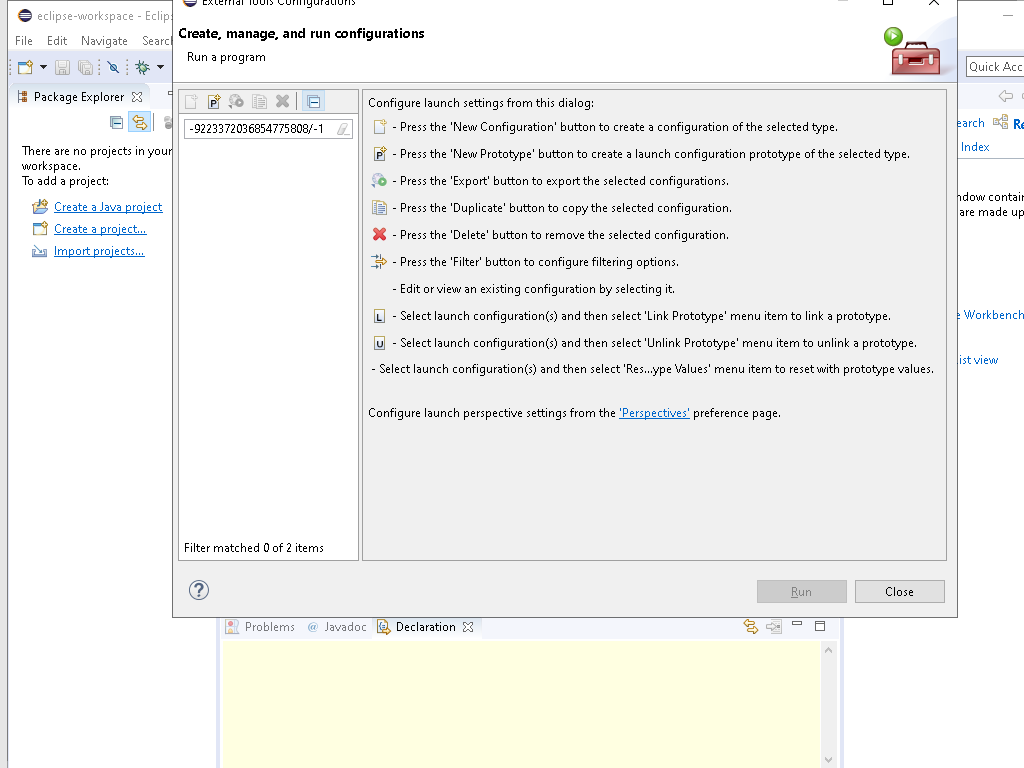 eclipse-workspace - Eclip
External Tools Configurations
File Edit Navigate Searc
Create, manage, and run configurations
Run a program
Quick Acc
Package Explorer
-9223372036854775808/-1
Configure launch settings from this dialog:
- Press the 'New Configuration' button to create a configuration of the selected type.
- Press the 'New Prototype' button to create a launch configuration prototype of the selected type.
- Press the 'Export' button to export the selected configurations.
- Press the 'Duplicate' button to copy the selected configuration.
- Press the 'Delete' button to remove the selected configuration.
- Press the 'Filter' button to configure filtering options.
- Edit or view an existing configuration by selecting it.
L - Select launch configuration(s) and then select 'Link Prototype' menu item to link a prototype.
U - Select launch configuration(s) and then select 'Unlink Prototype' menu item to unlink a prototype.
- Select launch configuration(s) and then select 'Res...ype Values' menu item to reset with prototype values.
Configure launch perspective settings from the 'Perspectives' preference page.
There are no projects in your
workspace.
To add a project:
Create a Java project
Create a project...
Import projects...
earch Re
Index
ndow contain
are made up
e Workbench
ist view
Filter matched 0 of 2 items
Run Close
Problems @ Javadoc Declaration